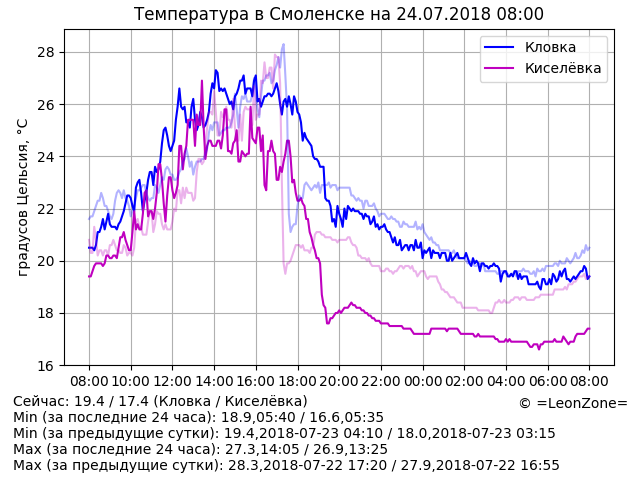 Температура в Смоленске на 24.07.2018 08:00
Кловка
Киселёвка
градусов Цельсия, °C
28
26
24
22
20
18
16
08:00 10:00 12:00 14:00 16:00 18:00 20:00 22:00 00:00 02:00 04:00 06:00 08:00
Сейчас: 19.4 / 17.4 (Кловка / Киселёвка)
© =LeonZone=
Min (за последние 24 часа): 18.9,05:40 / 16.6,05:35
Min (за предыдущие сутки): 19.4,2018-07-23 04:10 / 18.0,2018-07-23 03:15
Max (за последние 24 часа): 27.3,14:05 / 26.9,13:25
Max (за предыдущие сутки): 28.3,2018-07-22 17:20 / 27.9,2018-07-22 16:55